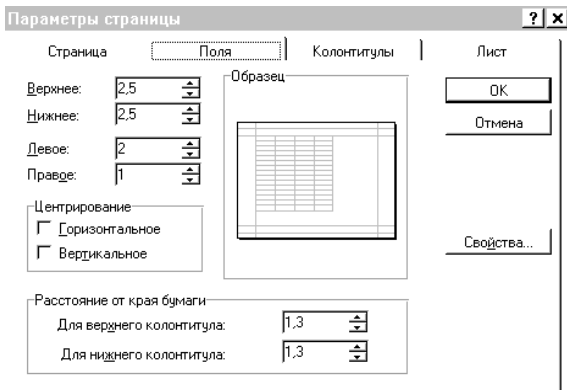 Параметры страницы
Страница Поля Колонтитулы Лист
Верхнее: 2,5
Нижнее: 2,5
Левое: 2
Правое: 1
Образец
OK
Отмена
Центрирование
Горизонтальное
Вертикальное
Свойства...
Расстояние от края бумаги
Для верхнего колонтитула: 1,3
Для нижнего колонтитула: 1,3